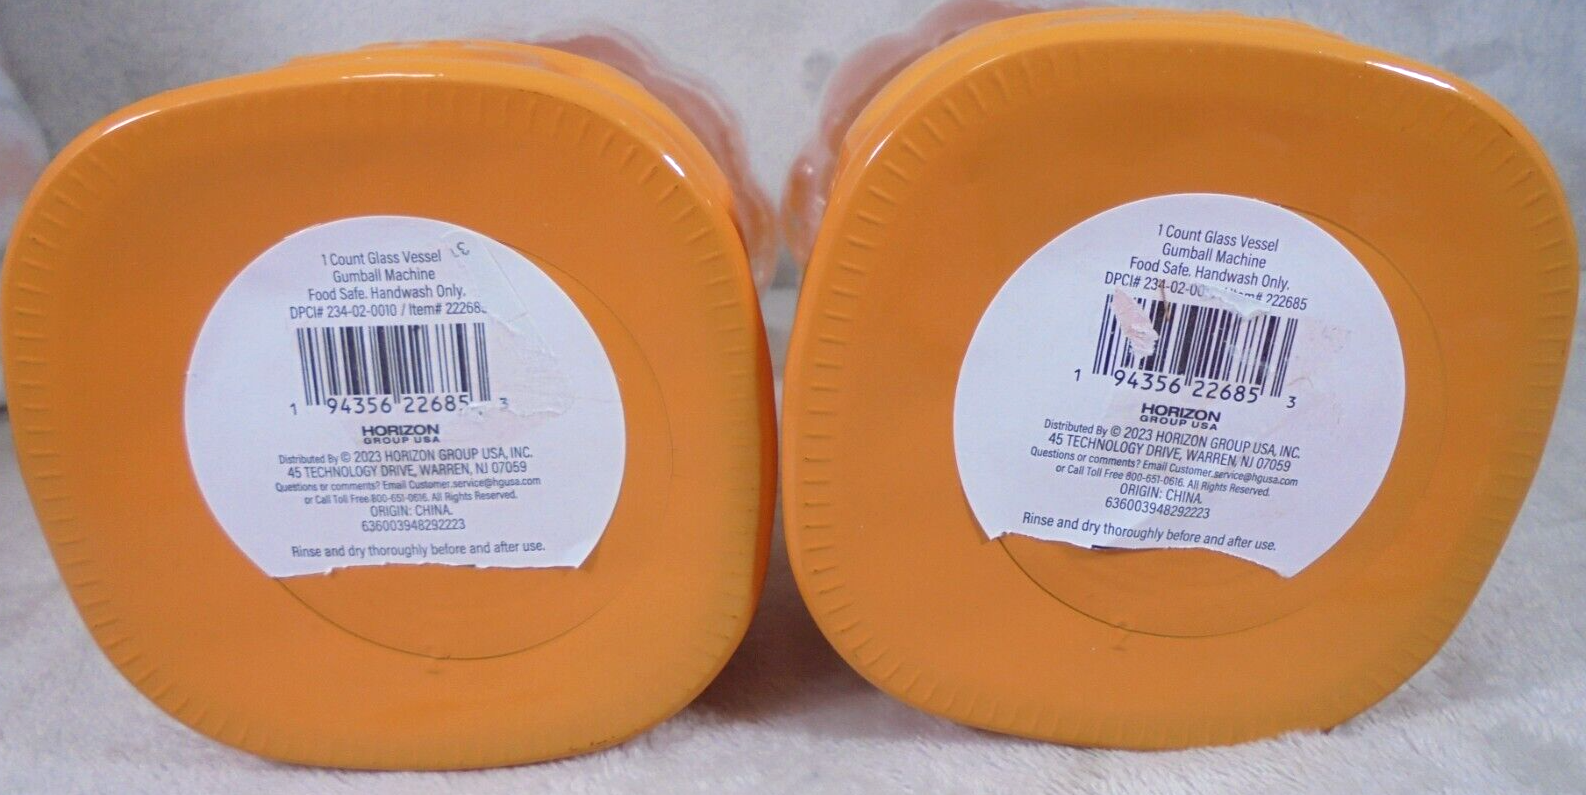 1 Count Glass Vessel
Gumball Machine
Food Safe. Handwash Only.
DPCI# 234-02-0010 / Item# 22268
1 94356 22685 3
HORIZON
GROUP USA
Distributed By © 2023 HORIZON GROUP USA, INC.
45 TECHNOLOGY DRIVE, WARREN, NJ 07059
Questions or comments? Email Customer.service@hgusa.com
or Call Toll Free 800-651-0616. All Rights Reserved.
ORIGIN: CHINA.
636003948292223
Rinse and dry thoroughly before and after use.
1 Count Glass Vessel
Gumball Machine
Food Safe. Handwash Only.
DPCI# 234-02-00 Item# 222685
1 94356 22685 3
HORIZON
GROUP USA
Distributed By © 2023 HORIZON GROUP USA, INC.
45 TECHNOLOGY DRIVE, WARREN, NJ 07059
Questions or comments? Email Customer.service@hgusa.com
or Call Toll Free 800-651-0616. All Rights Reserved.
ORIGIN: CHINA.
636003948292223
Rinse and dry thoroughly before and after use.